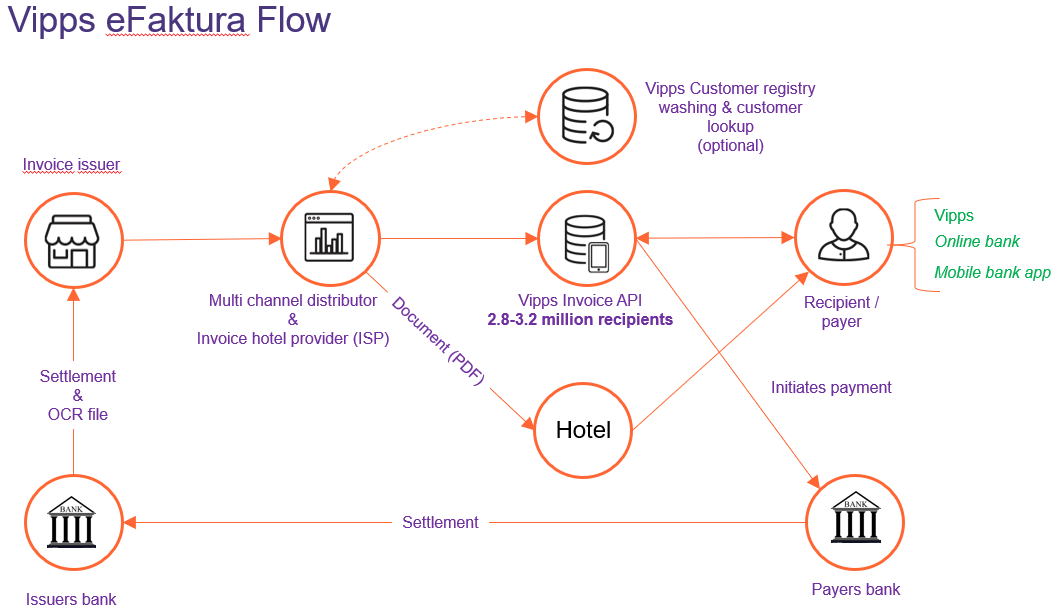 Vipps eFaktura Flow
Vipps Customer registry
washing & customer
lookup
(optional)
Invoice issuer
Vipps
Online bank
Mobile bank app
Multi channel distributor
&
Invoice hotel provider (ISP)
Vipps Invoice API
2.8-3.2 million recipients
Recipient /
payer
Document (PDF)
Settlement
&
OCR file
Initiates payment
Hotel
BANK
Settlement
BANK
Issuers bank
Payers bank